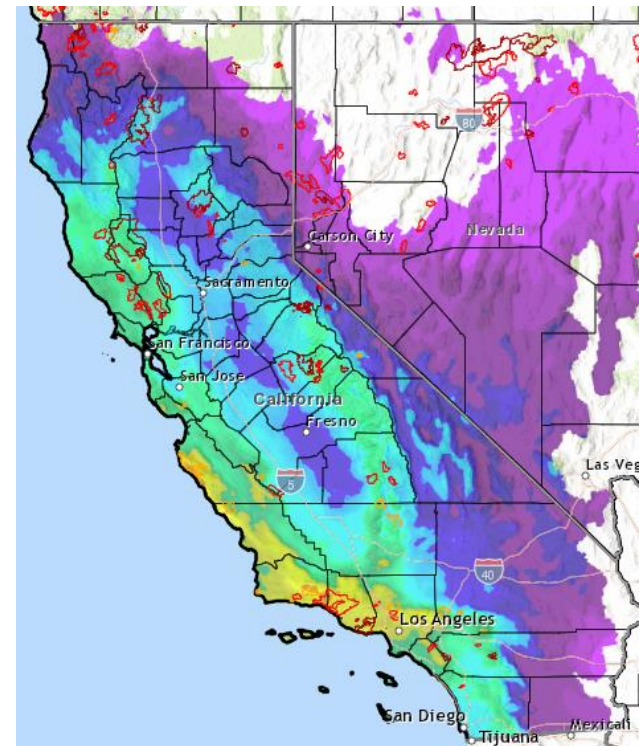 80
Nevada
Carson City
Sacramento
San Francisco
San Jose
California
Fresno
5
Las Veg
40
Los Angeles
San Diego
Mexicali
Tijuana